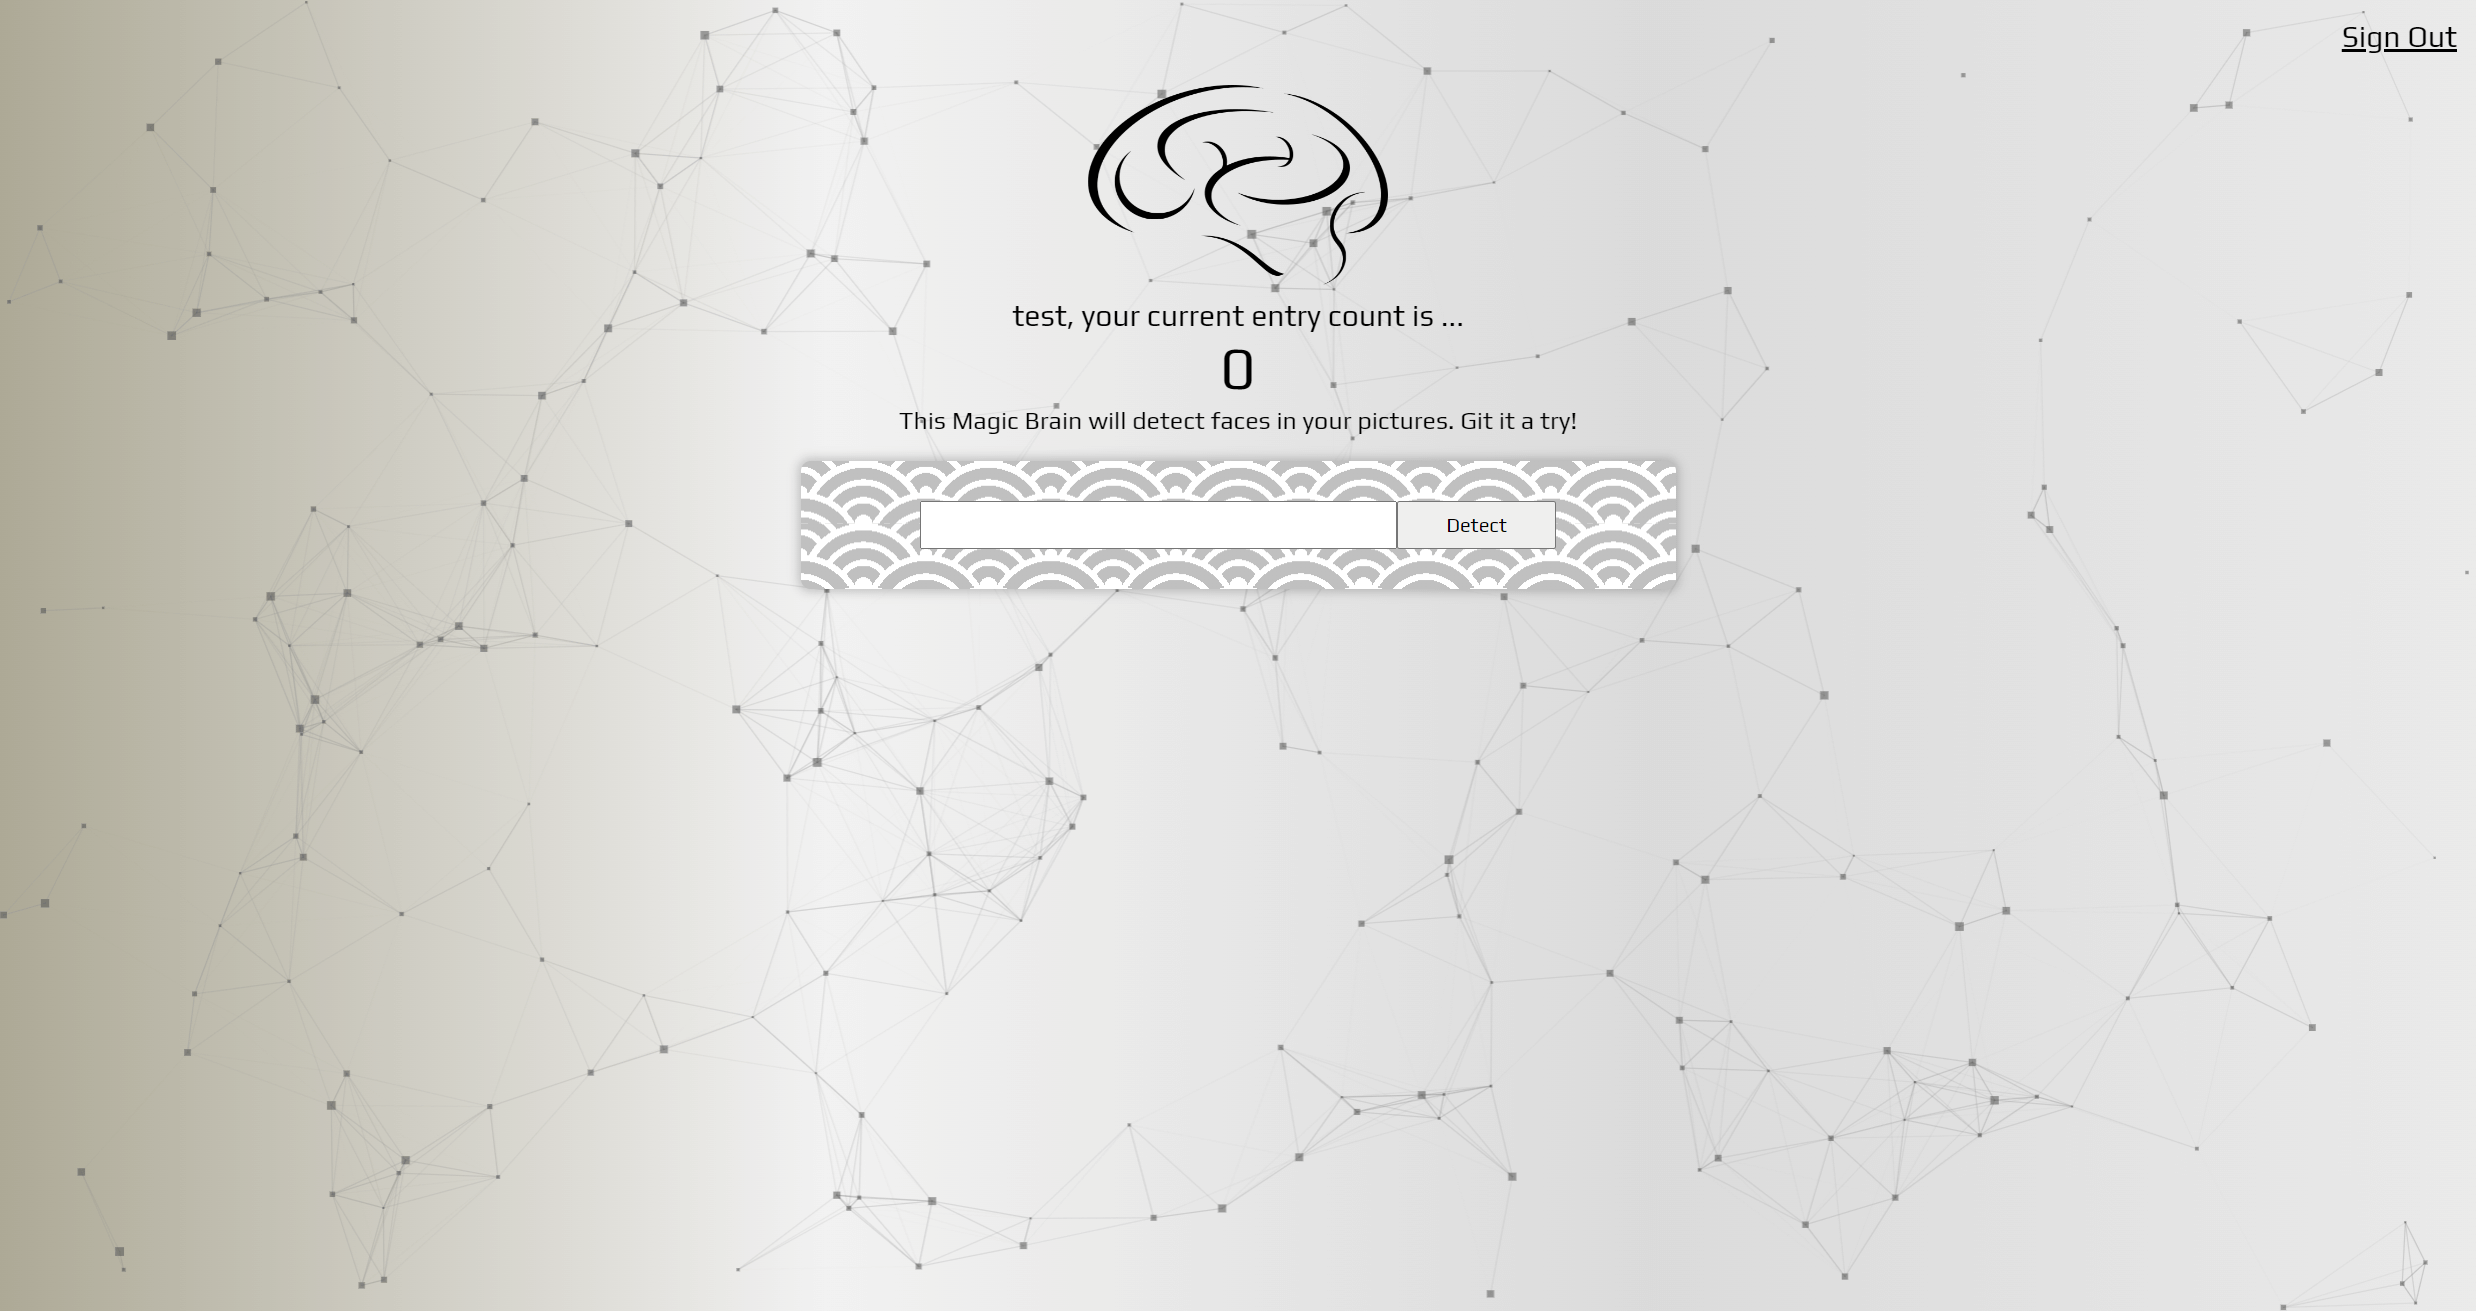 Sign Out
test, your current entry count is ...
0
This Magic Brain will detect faces in your pictures. Git it a try!
Detect